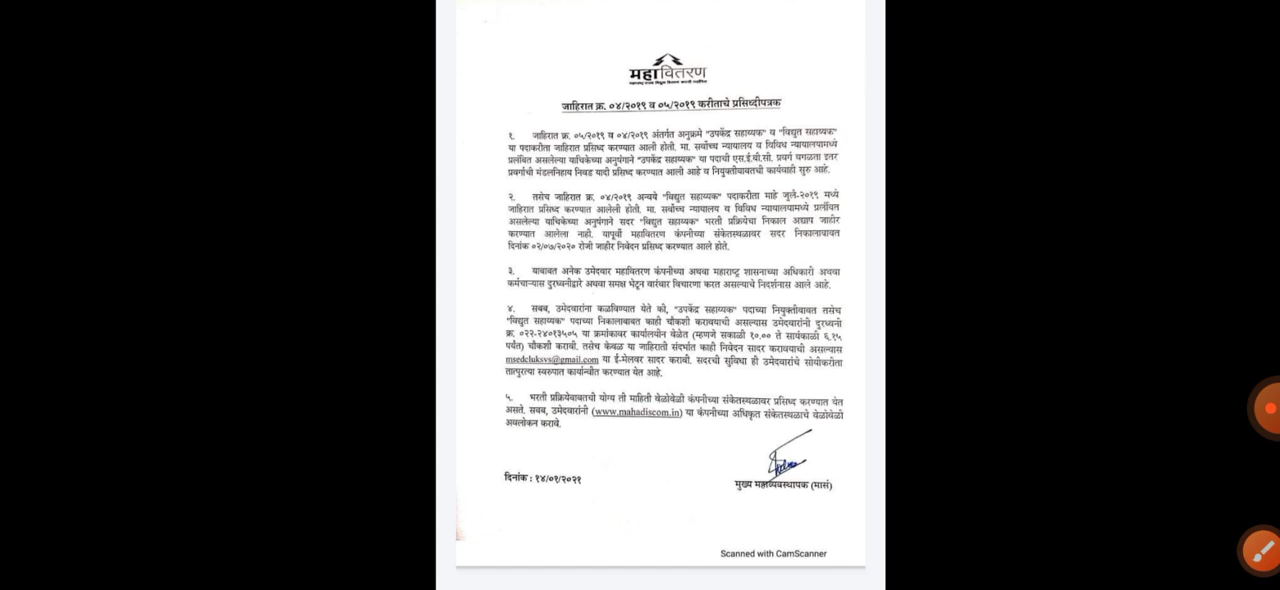 महावितरण
जाहिरात क्र. ०४/२०१९ व ०५/२०१९ करीताचे प्रसिध्दीपत्रक
१. जाहिरात क्र. ०५/२०१९ व ०४/२०१९ अंतर्गत अनुक्रमे "उपकेंद्र सहाय्यक" व "विद्युत सहाय्यक"
या पदाकरीता जाहिरात प्रसिध्द करण्यात आली होती. मा. सर्वोच्च न्यायालय व विविध न्यायालयामध्ये
प्रलंबित असलेल्या याचिकेच्या अनुषंगाने "उपकेंद्र सहाय्यक" या पदाची एस.ई.बी.सी. प्रवर्ग वगळता इतर
प्रवर्गाची मंडलनिहाय निवड यादी प्रसिध्द करण्यात आली आहे व नियुक्तीबाबतची कार्यवाही सुरु आहे.
२. तसेच जाहिरात क्र. ०४/२०१९ अन्वये "विद्युत सहाय्यक" पदाकरीता माहे जुलै-२०१९ मध्ये
जाहिरात प्रसिध्द करण्यात आलेली होती. मा. सर्वोच्च न्यायालय व विविध न्यायालयामध्ये प्रलंबित
असलेल्या याचिकेच्या अनुषंगाने सदर "विद्युत सहाय्यक" भरती प्रक्रियेचा निकाल अद्याप जाहीर
करण्यात आलेला नाही. यापूर्वी महावितरण कंपनीच्या संकेतस्थळावर सदर निकालाबाबत
दिनांक ०२/०७/२०२० रोजी जाहीर निवेदन प्रसिध्द करण्यात आले होते.
३. याबाबत अनेक उमेदवार महावितरण कंपनीच्या अथवा महाराष्ट्र शासनाच्या अधिकारी अथवा
कर्मचाऱ्यास दुरध्वनीद्वारे अथवा समक्ष भेटून वारंवार विचारणा करत असल्याचे निदर्शनास आले आहे.
४. सबब, उमेदवारांना कळविण्यात येते की, "उपकेंद्र सहाय्यक" पदाच्या नियुक्तीबाबत तसेच
"विद्युत सहाय्यक" पदाच्या निकालाबाबत काही चौकशी करावयाची असल्यास उमेदवारांनी दुरध्वनी
क्र. ०२२-२४०१३५०५ या क्रमांकावर कार्यालयीन वेळेत (म्हणजे सकाळी १०.०० ते सायंकाळी ६.१५
पर्यंत) चौकशी करावी. तसेच केवळ या जाहिराती संदर्भात काही निवेदन सादर करावयाची असल्यास
msedcluksvs@gmail.com या ई-मेलवर सादर करावी. सदरची सुविधा ही उमेदवारांचे सोयीकरीता
तात्पुरत्या स्वरुपात कार्यान्वीत करण्यात येत आहे.
५. भरती प्रक्रियेबाबतची योग्य ती माहिती वेळोवेळी कंपनीच्या संकेतस्थळावर प्रसिध्द करण्यात येत
असते. सबब, उमेदवारांनी (www.mahadiscom.in) या कंपनीच्या अधिकृत संकेतस्थळाचे वेळोवेळी
अवलोकन करावे.
दिनांक : १४/०१/२०२१
मुख्य महाव्यवस्थापक (मासं)
Scanned with CamScanner